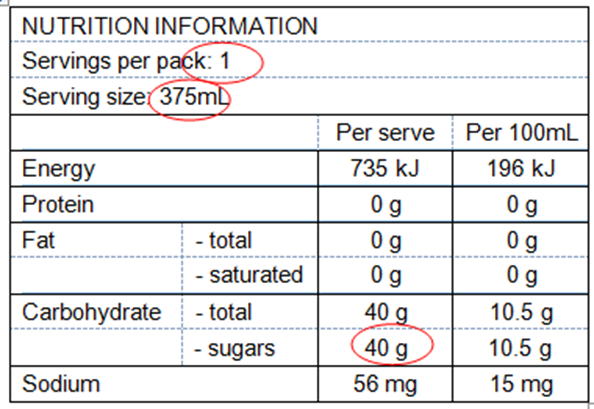 NUTRITION INFORMATION
Servings per pack: 1
Serving size: 375mL
Per serve Per 100mL
Energy 735 kJ 196 kJ
Protein 0 g 0 g
Fat - total 0 g 0 g
- saturated 0 g 0 g
Carbohydrate - total 40 g 10.5 g
- sugars 40 g 10.5 g
Sodium 56 mg 15 mg